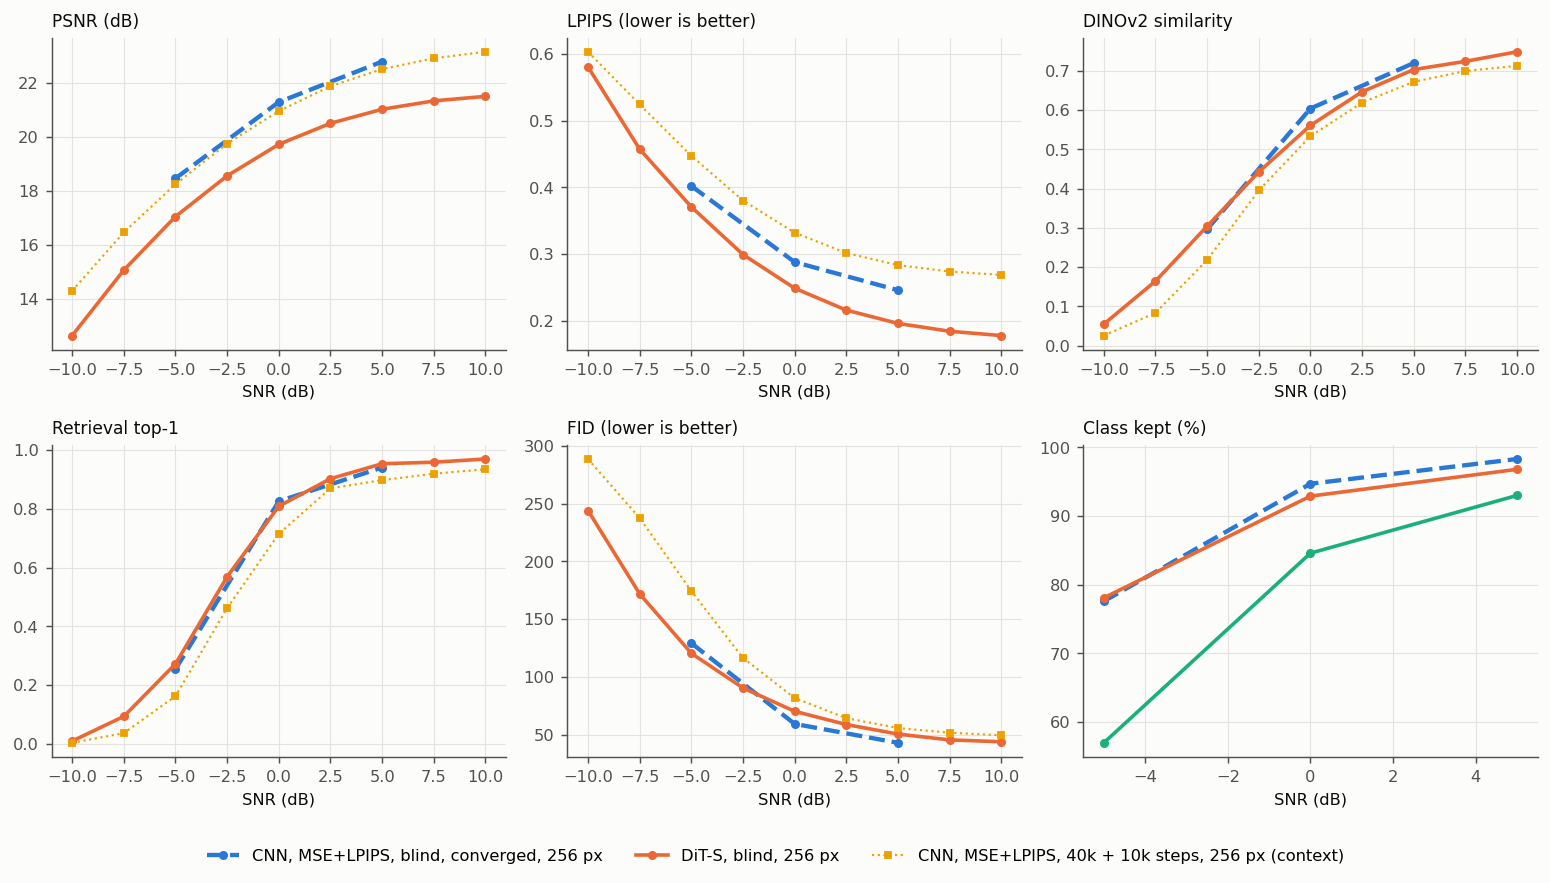 PSNR (dB)
LPIPS (lower is better)
DINOv2 similarity
22
20
18
16
14
−10.0 −7.5 −5.0 −2.5 0.0 2.5 5.0 7.5 10.0
SNR (dB)
0.6
0.5
0.4
0.3
0.2
−10.0 −7.5 −5.0 −2.5 0.0 2.5 5.0 7.5 10.0
SNR (dB)
0.7
0.6
0.5
0.4
0.3
0.2
0.1
0.0
−10.0 −7.5 −5.0 −2.5 0.0 2.5 5.0 7.5 10.0
SNR (dB)
Retrieval top-1
FID (lower is better)
Class kept (%)
1.0
0.8
0.6
0.4
0.2
0.0
−10.0 −7.5 −5.0 −2.5 0.0 2.5 5.0 7.5 10.0
SNR (dB)
300
250
200
150
100
50
−10.0 −7.5 −5.0 −2.5 0.0 2.5 5.0 7.5 10.0
SNR (dB)
100
90
80
70
60
−4 −2 0 2 4
SNR (dB)
CNN, MSE+LPIPS, blind, converged, 256 px
DiT-S, blind, 256 px
CNN, MSE+LPIPS, 40k + 10k steps, 256 px (context)